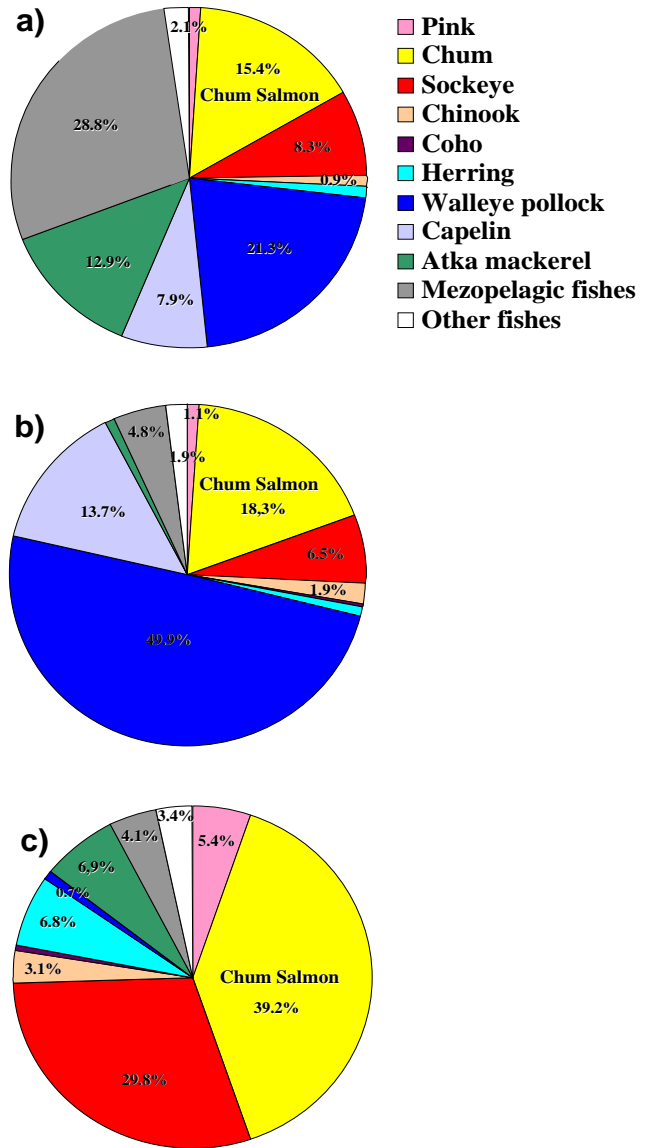 a)
2.1%
15.4%
Chum Salmon
28.8%
8.3%
0.9%
21.3%
12.9%
7.9%
Pink
Chum
Sockeye
Chinook
Coho
Herring
Walleye pollock
Capelin
Atka mackerel
Mezopelagic fishes
Other fishes
b)
1.1%
4.8%
1.9%
Chum Salmon
18,3%
13.7%
6.5%
1.9%
49.9%
c)
3.4%
4.1%
5.4%
6,9%
0.7%
6.8%
3.1%
Chum Salmon
39.2%
29.8%